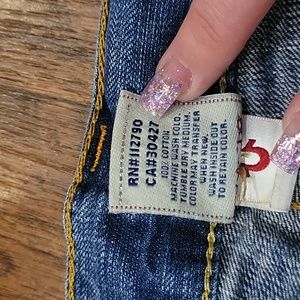 RN#112790
CA#30427
100% COTTON
MACHINE WASH COLD.
TUMBLE DRY MEDIUM.
COLOR MAY TRANSFER
WHEN NEW.
WASH INSIDE OUT
TO RETAIN COLOR